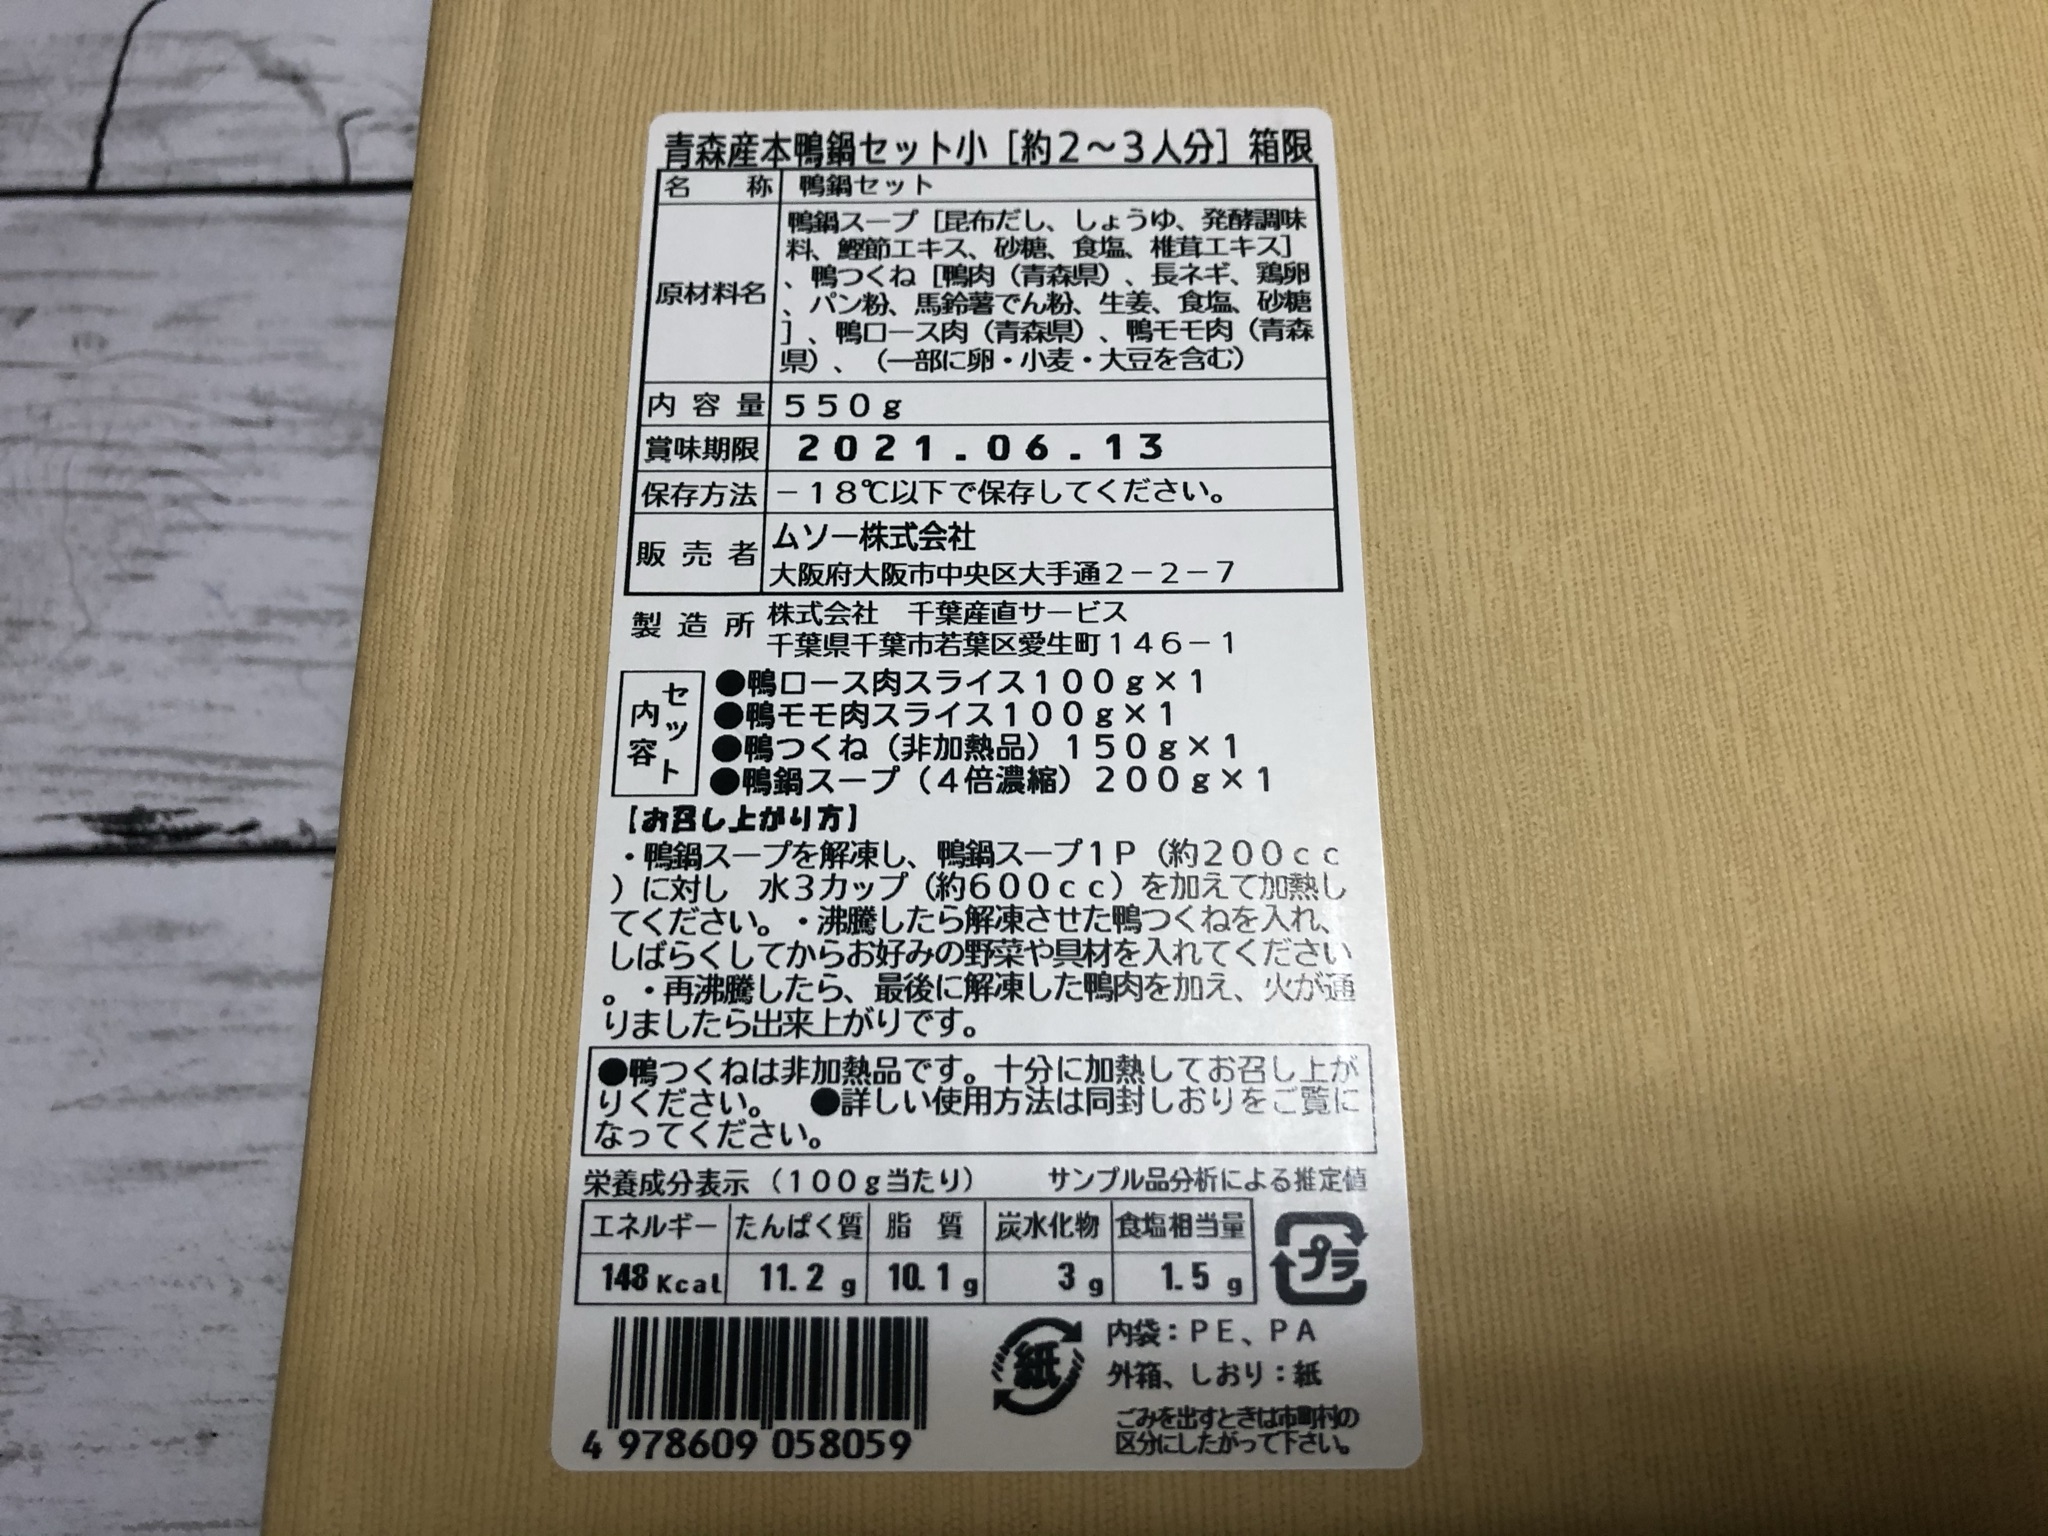 青森産本鴨鍋セット小［約２～３人分］箱限
名　　称　鴨鍋セット
原材料名
鴨鍋スープ［昆布だし、しょうゆ、発酵調味
料、鰹節エキス、砂糖、食塩、椎茸エキス］
、鴨つくね［鴨肉（青森県）、長ネギ、鶏卵
、パン粉、馬鈴薯でん粉、生姜、食塩、砂糖
］、鴨ロース肉（青森県）、鴨モモ肉（青森
県）、（一部に卵・小麦・大豆を含む）
内容量　５５０ｇ
賞味期限　２０２１．０６．１３
保存方法　－１８℃以下で保存してください。
販売者　ムソー株式会社
大阪府大阪市中央区大手通２－２－７
製造所　株式会社　千葉産直サービス
千葉県千葉市若葉区愛生町１４６－１
セット内容
●鴨ロース肉スライス１００ｇ×１
●鴨モモ肉スライス１００ｇ×１
●鴨つくね（非加熱品）１５０ｇ×１
●鴨鍋スープ（４倍濃縮）２００ｇ×１
【お召し上がり方】
・鴨鍋スープを解凍し、鴨鍋スープ１Ｐ（約２００ｃｃ
）に対し　水３カップ（約６００ｃｃ）を加えて加熱し
てください。・沸騰したら解凍させた鴨つくねを入れ、
しばらくしてからお好みの野菜や具材を入れてください
。・再沸騰したら、最後に解凍した鴨肉を加え、火が通
りましたら出来上がりです。
●鴨つくねは非加熱品です。十分に加熱してお召し上が
りください。　●詳しい使用方法は同封しおりをご覧に
なってください。
栄養成分表示（１００ｇ当たり）　サンプル品分析による推定値
エネルギー　たんぱく質　脂　質　炭水化物　食塩相当量
148 Kcal　11.2 g　10.1 g　3 g　1.5 g
プラ
紙
内袋：ＰＥ、ＰＡ
外箱、しおり：紙
ごみを出すときは市町村の
区分にしたがって下さい。
4 978609 058059